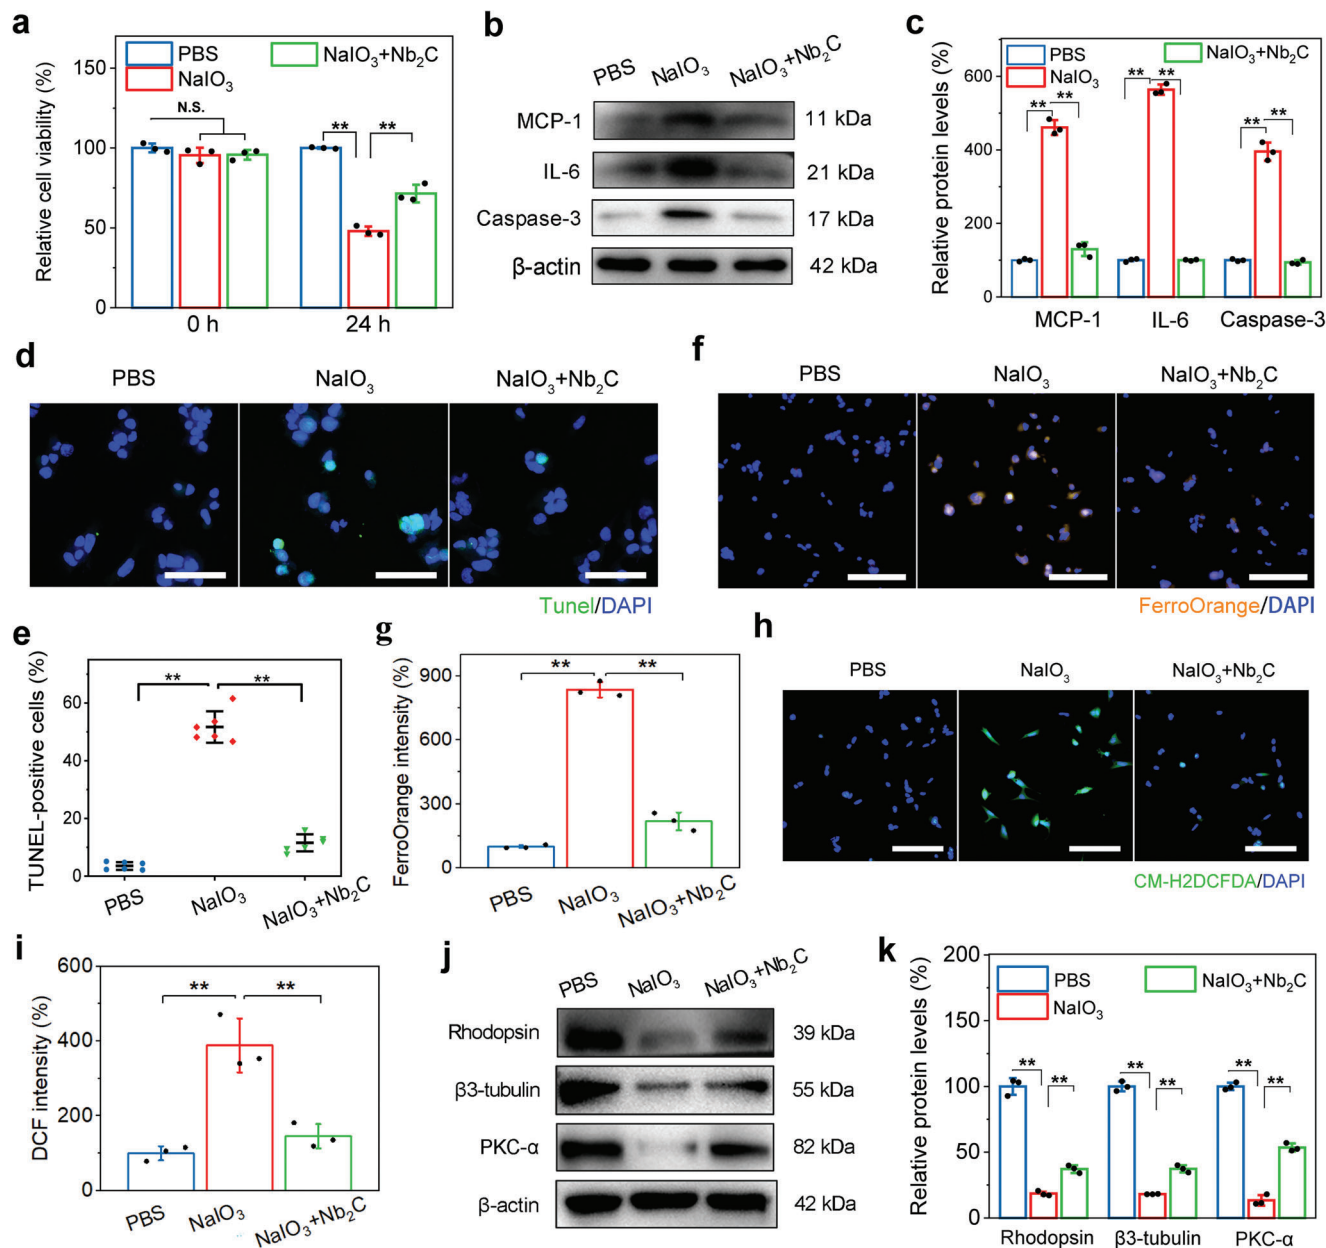 a
PBS
NaIO₃
NaIO₃+Nb₂C
Relative cell viability (%)
150
100
50
0
N.S.
** **
0 h 24 h
b
PBS NaIO₃ NaIO₃+Nb₂C
MCP-1 11 kDa
IL-6 21 kDa
Caspase-3 17 kDa
β-actin 42 kDa
c
PBS
NaIO₃
NaIO₃+Nb₂C
Relative protein levels (%)
600
400
200
0
** ** ** ** ** **
MCP-1 IL-6 Caspase-3
d
PBS NaIO₃ NaIO₃+Nb₂C
Tunel/DAPI
f
PBS NaIO₃ NaIO₃+Nb₂C
FerroOrange/DAPI
e
TUNEL-positive cells (%)
60
40
20
0
** **
PBS NaIO₃ NaIO₃+Nb₂C
g
FerroOrange intensity (%)
900
600
300
0
** **
PBS NaIO₃ NaIO₃+Nb₂C
h
PBS NaIO₃ NaIO₃+Nb₂C
CM-H2DCFDA/DAPI
i
DCF intensity (%)
600
400
200
0
** **
PBS NaIO₃ NaIO₃+Nb₂C
j
PBS NaIO₃ NaIO₃+Nb₂C
Rhodopsin 39 kDa
β3-tubulin 55 kDa
PKC-α 82 kDa
β-actin 42 kDa
k
PBS
NaIO₃
NaIO₃+Nb₂C
Relative protein levels (%)
200
150
100
50
0
** ** ** ** ** **
Rhodopsin β3-tubulin PKC-α